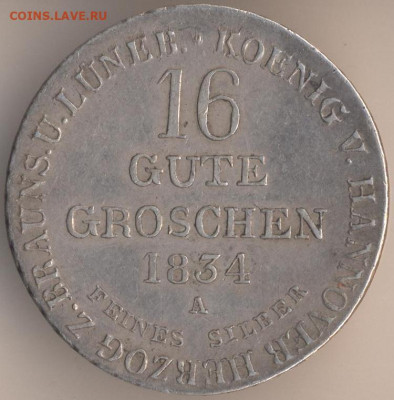 COINS.LAVE.RU
KOENIG V. HANNOVER HERZOG Z. BRAUNS. U. LÜNEB.
16
GUTE
GROSCHEN
1834
A
FEINES SILBER